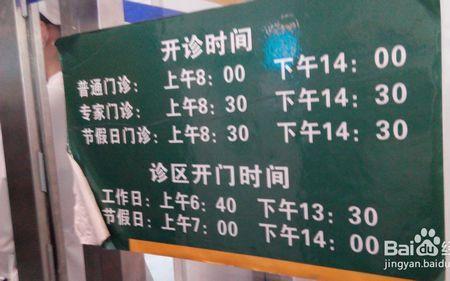 开诊时间
普通门诊：上午8：00 下午14：00
专家门诊：上午8：30 下午14：30
节假日门诊：上午8：30 下午14：30
诊区开门时间
工作日：上午6：40 下午13：30
节假日：上午7：00 下午14：00
Baidu经
jingyan.baidu